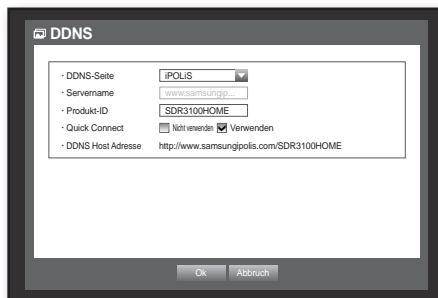 DDNS
· DDNS-Seite iPOLiS
· Servername www.samsungip...
· Produkt-ID SDR3100HOME
· Quick Connect Nicht verwenden Verwenden
· DDNS Host Adresse http://www.samsungipolis.com/SDR3100HOME
Ok Abbruch